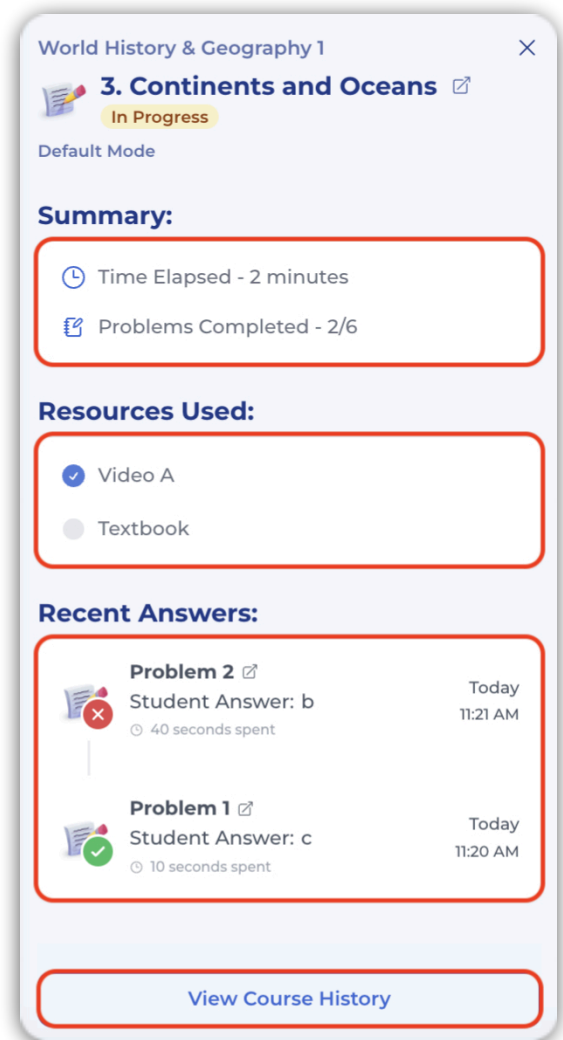 World History & Geography 1
3. Continents and Oceans
In Progress
Default Mode
Summary:
Time Elapsed - 2 minutes
Problems Completed - 2/6
Resources Used:
Video A
Textbook
Recent Answers:
Problem 2
Student Answer: b
40 seconds spent
Today
11:21 AM
Problem 1
Student Answer: c
10 seconds spent
Today
11:20 AM
View Course History